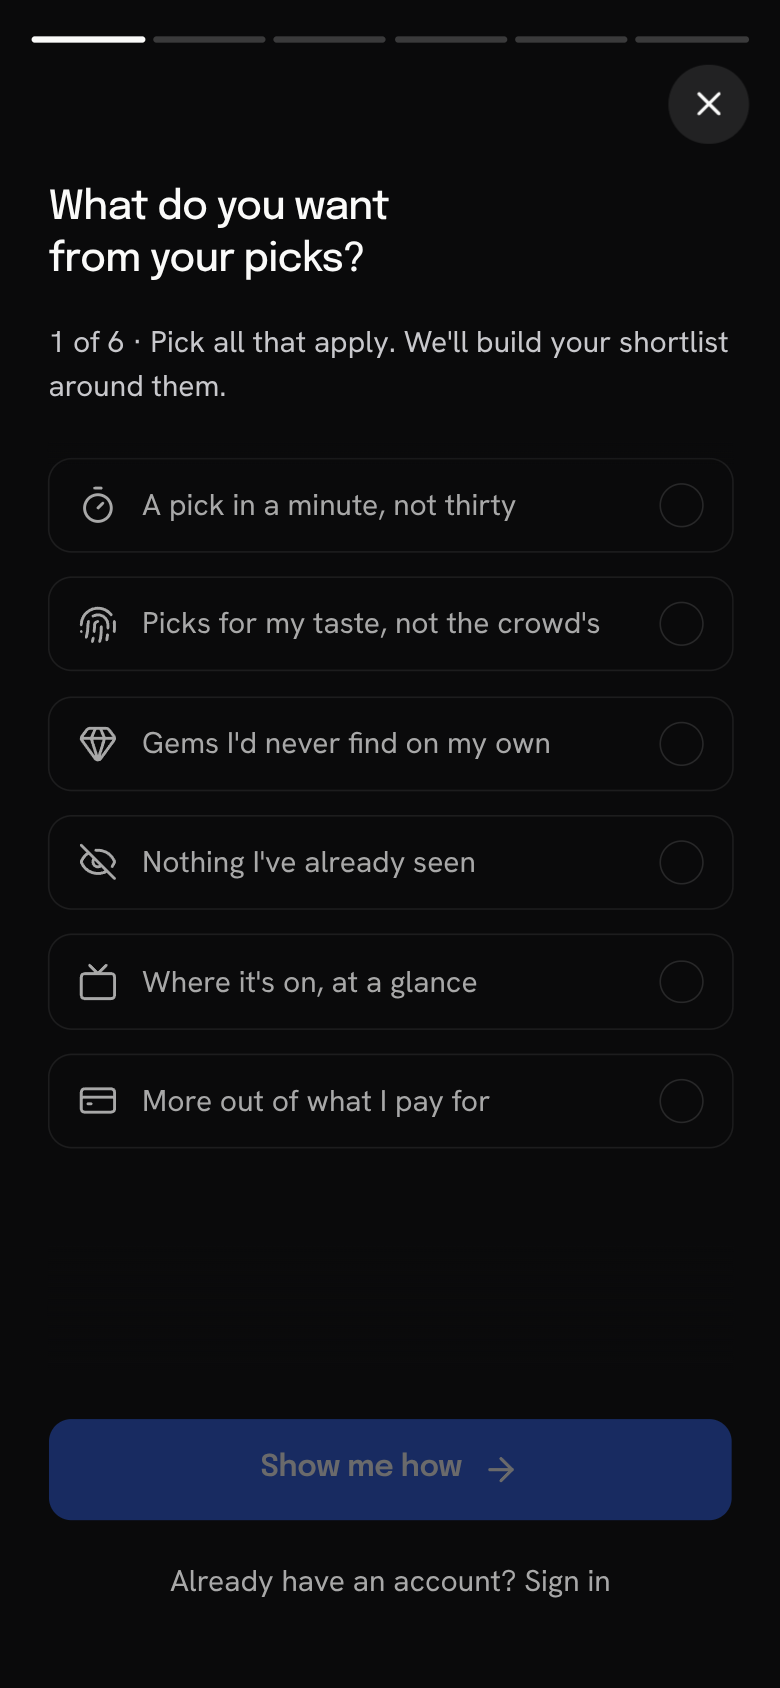 What do you want
from your picks?
1 of 6 · Pick all that apply. We'll build your shortlist
around them.
A pick in a minute, not thirty
Picks for my taste, not the crowd's
Gems I'd never find on my own
Nothing I've already seen
Where it's on, at a glance
More out of what I pay for
Show me how
Already have an account? Sign in